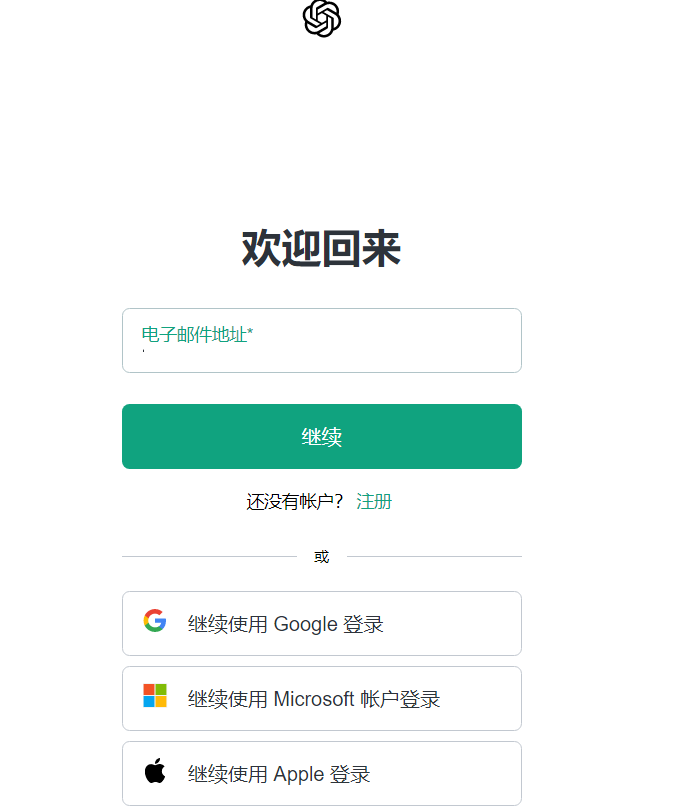 欢迎回来
电子邮件地址*
继续
还没有帐户? 注册
或
继续使用 Google 登录
继续使用 Microsoft 帐户登录
继续使用 Apple 登录